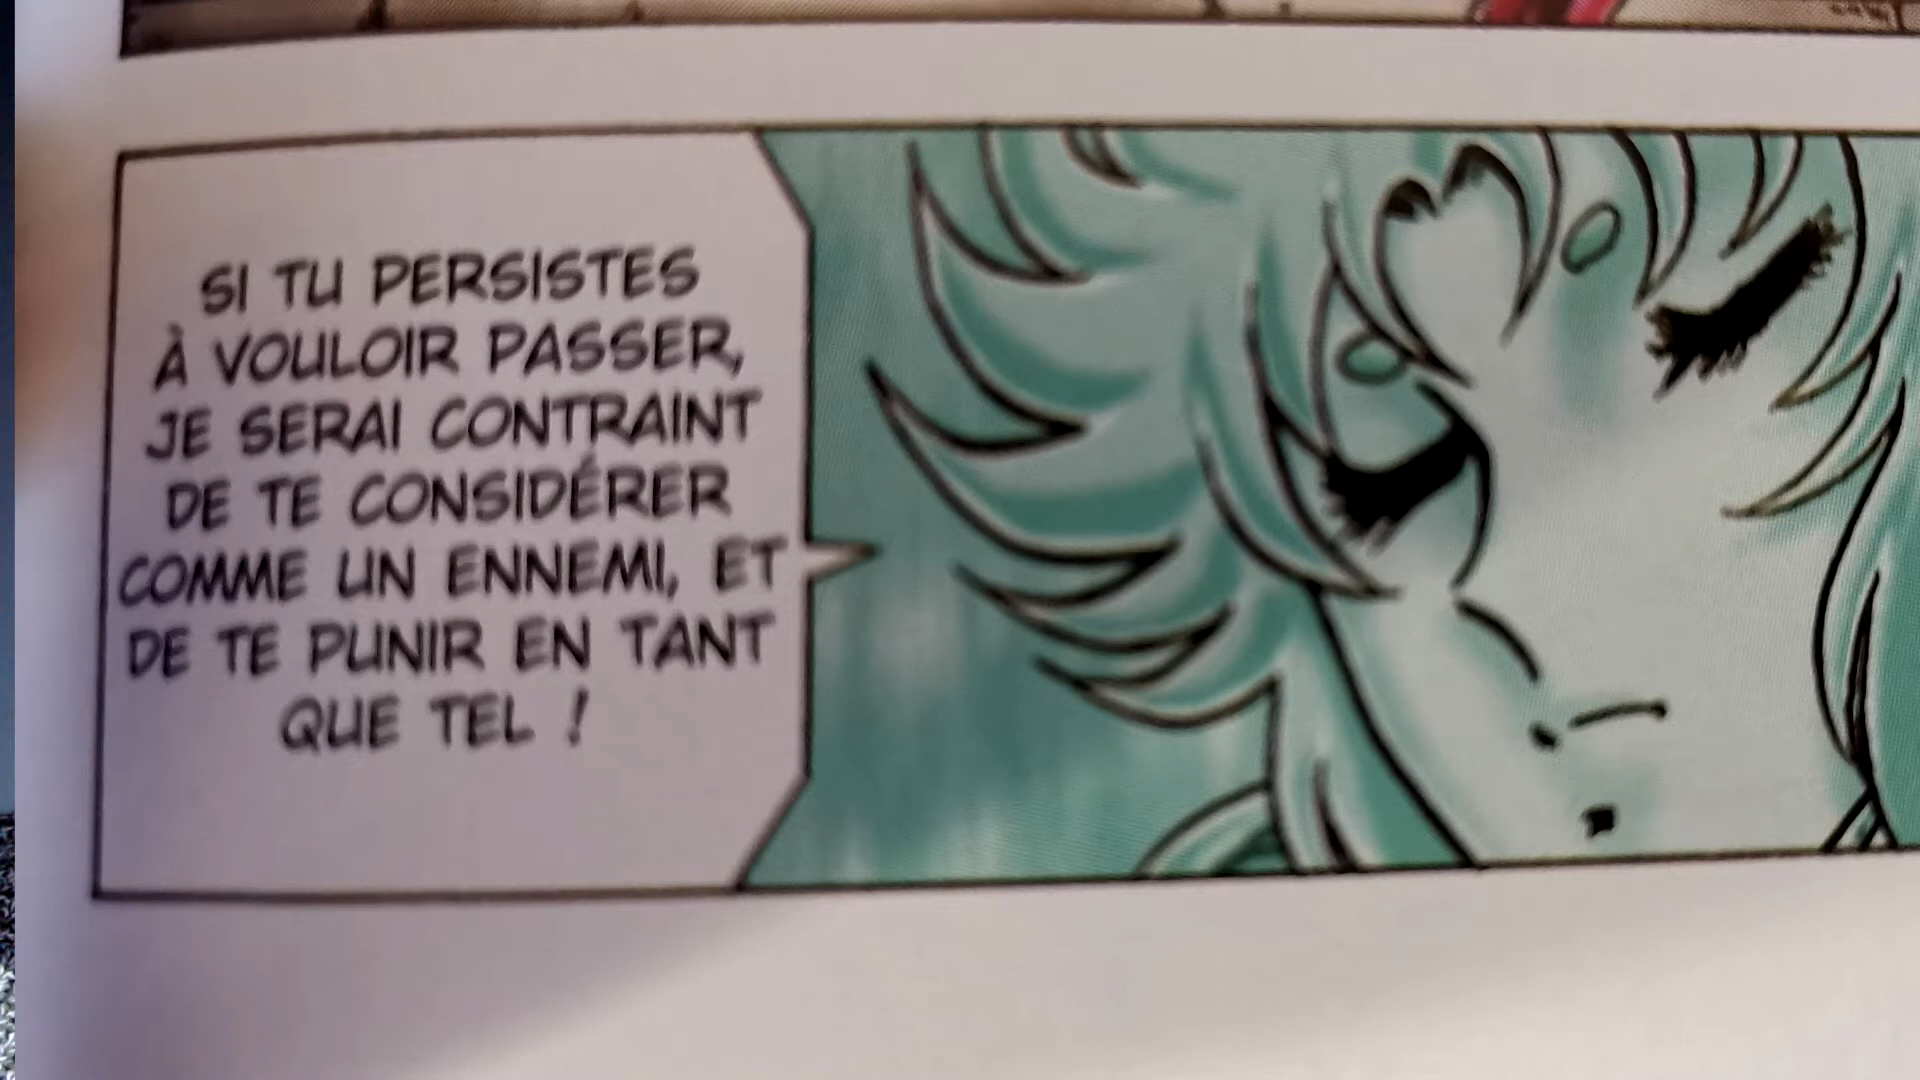 SI TU PERSISTES
À VOULOIR PASSER,
JE SERAI CONTRAINT
DE TE CONSIDÉRER
COMME UN ENNEMI, ET
DE TE PUNIR EN TANT
QUE TEL !